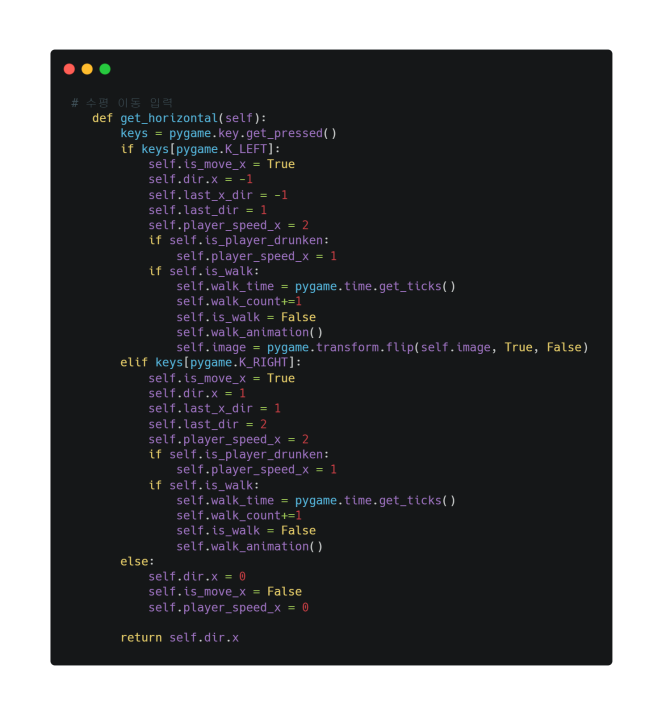 # 수평 이동 입력
def get_horizontal(self):
keys = pygame.key.get_pressed()
if keys[pygame.K_LEFT]:
self.is_move_x = True
self.dir.x = -1
self.last_x_dir = -1
self.last_dir = 1
self.player_speed_x = 2
if self.is_player_drunken:
self.player_speed_x = 1
if self.is_walk:
self.walk_time = pygame.time.get_ticks()
self.walk_count+=1
self.is_walk = False
self.walk_animation()
self.image = pygame.transform.flip(self.image, True, False)
elif keys[pygame.K_RIGHT]:
self.is_move_x = True
self.dir.x = 1
self.last_x_dir = 1
self.last_dir = 2
self.player_speed_x = 2
if self.is_player_drunken:
self.player_speed_x = 1
if self.is_walk:
self.walk_time = pygame.time.get_ticks()
self.walk_count+=1
self.is_walk = False
self.walk_animation()
else:
self.dir.x = 0
self.is_move_x = False
self.player_speed_x = 0
return self.dir.x